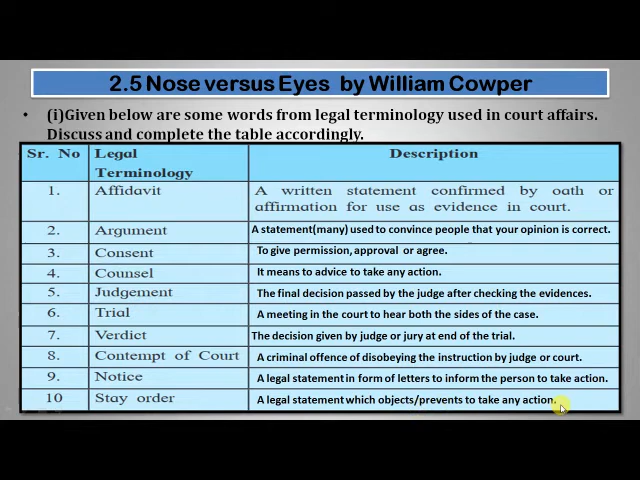 2.5 Nose versus Eyes by William Cowper
• (i)Given below are some words from legal terminology used in court affairs.
Discuss and complete the table accordingly.
Sr. No Legal Terminology Description
1. Affidavit A written statement confirmed by oath or
affirmation for use as evidence in court.
2. Argument A statement(many) used to convince people that your opinion is correct.
3. Consent To give permission, approval or agree.
4. Counsel It means to advice to take any action.
5. Judgement The final decision passed by the judge after checking the evidences.
6. Trial A meeting in the court to hear both the sides of the case.
7. Verdict The decision given by judge or jury at end of the trial.
8. Contempt of Court A criminal offence of disobeying the instruction by judge or court.
9. Notice A legal statement in form of letters to inform the person to take action.
10 Stay order A legal statement which objects/prevents to take any action.